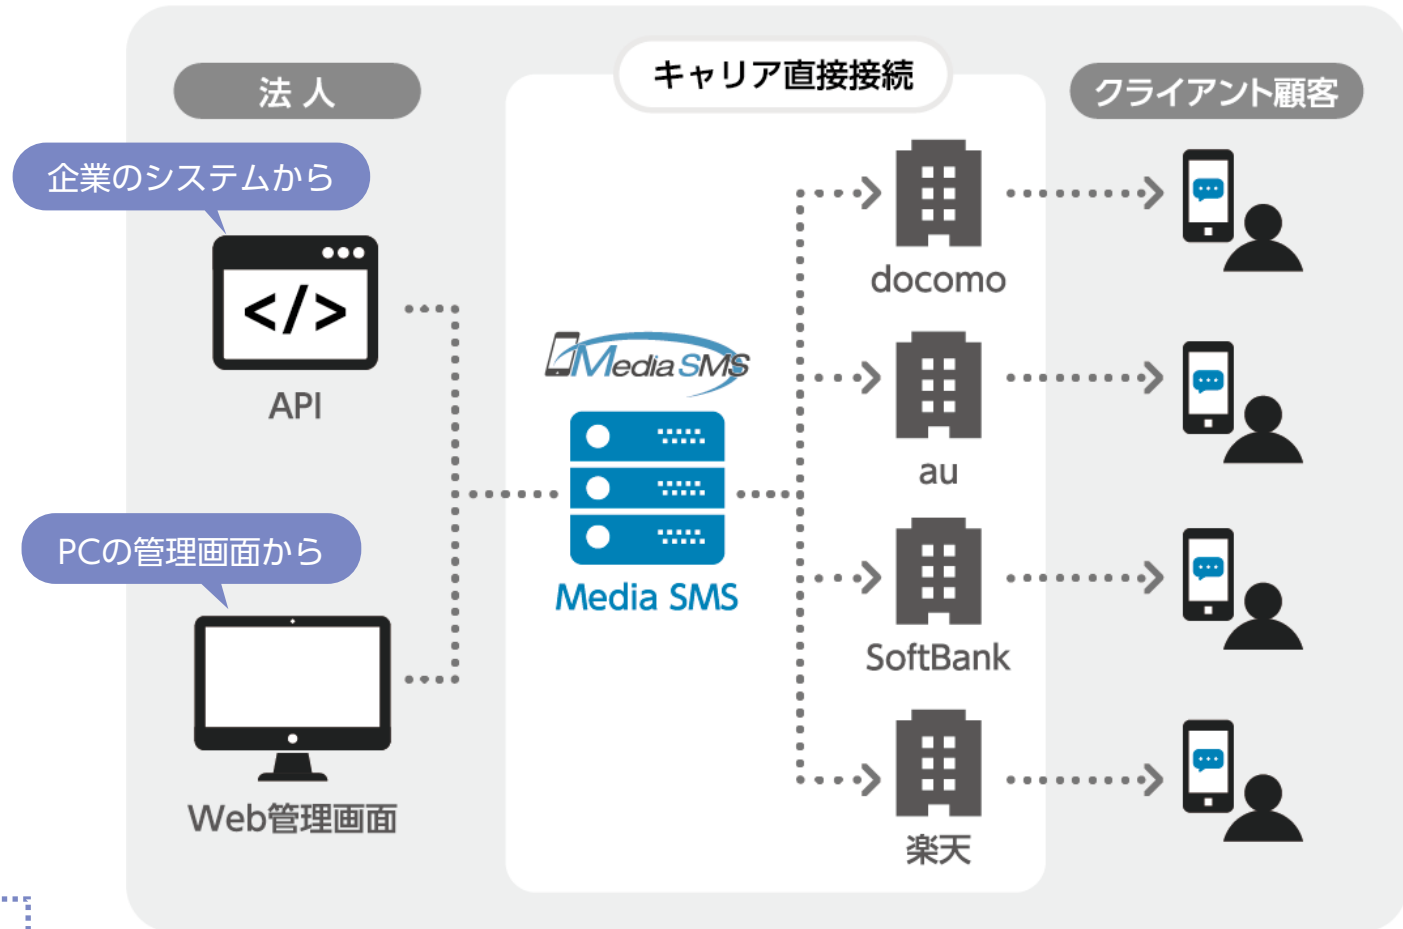 キャリア直接接続
法人
クライアント顧客
企業のシステムから
</>
API
PCの管理画面から
Web管理画面
Media SMS
Media SMS
docomo
au
SoftBank
楽天